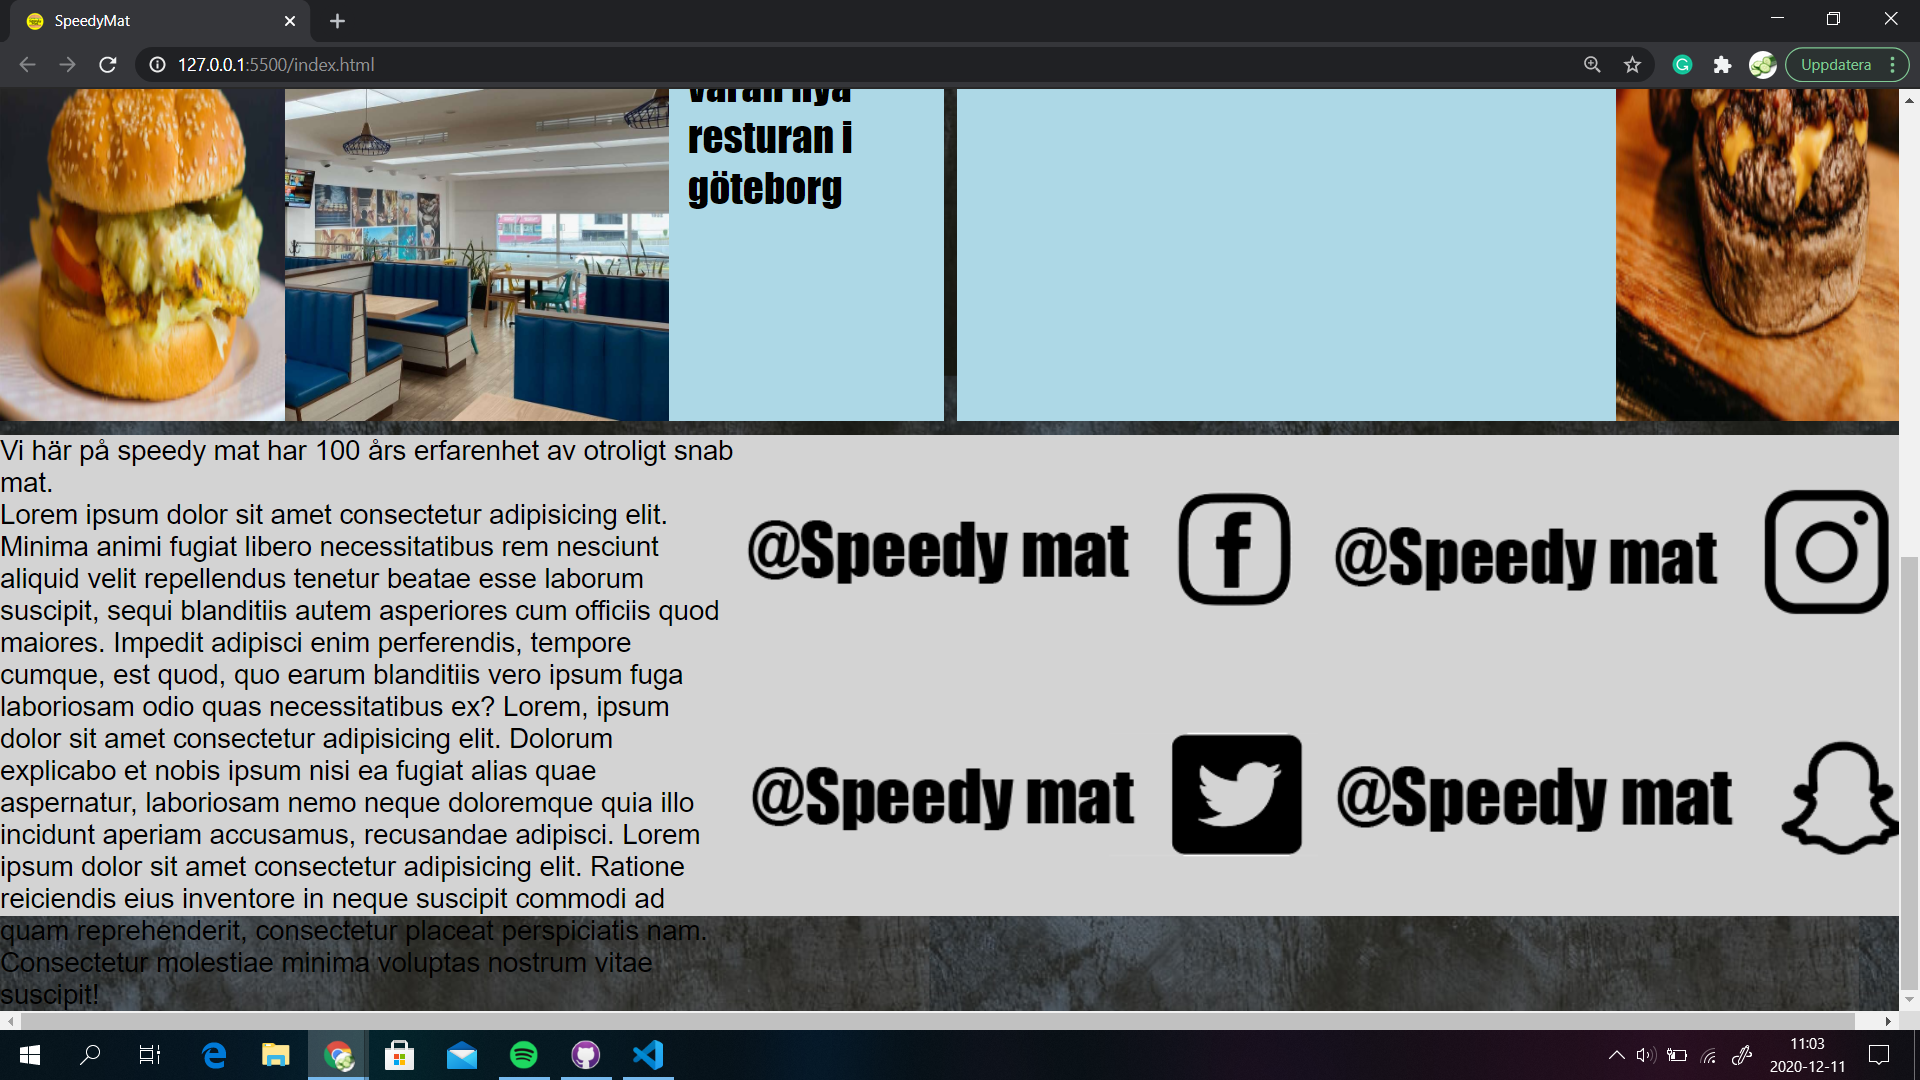 SpeedyMat
127.0.0.1:5500/index.html
Uppdatera
varan nya
resturan i
göteborg
Vi här på speedy mat har 100 års erfarenhet av otroligt snab
mat.
Lorem ipsum dolor sit amet consectetur adipisicing elit.
Minima animi fugiat libero necessitatibus rem nesciunt
aliquid velit repellendus tenetur beatae esse laborum
suscipit, sequi blanditiis autem asperiores cum officiis quod
maiores. Impedit adipisci enim perferendis, tempore
cumque, est quod, quo earum blanditiis vero ipsum fuga
laboriosam odio quas necessitatibus ex? Lorem, ipsum
dolor sit amet consectetur adipisicing elit. Dolorum
explicabo et nobis ipsum nisi ea fugiat alias quae
aspernatur, laboriosam nemo neque doloremque quia illo
incidunt aperiam accusamus, recusandae adipisci. Lorem
ipsum dolor sit amet consectetur adipisicing elit. Ratione
reiciendis eius inventore in neque suscipit commodi ad
quam reprehenderit, consectetur placeat perspiciatis nam.
Consectetur molestiae minima voluptas nostrum vitae
suscipit!
@Speedy mat
@Speedy mat
@Speedy mat
@Speedy mat
11:03
2020-12-11